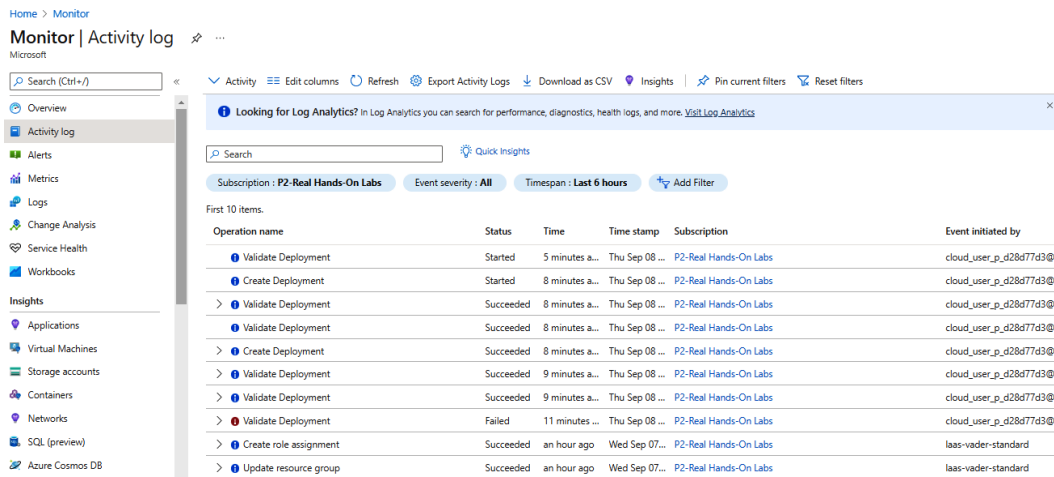 Home > Monitor
Monitor | Activity log ...
Microsoft
Search (Ctrl+/) «
Overview
Activity log
Alerts
Metrics
Logs
Change Analysis
Service Health
Workbooks
Insights
Applications
Virtual Machines
Storage accounts
Containers
Networks
SQL (preview)
Azure Cosmos DB
Activity Edit columns Refresh Export Activity Logs Download as CSV Insights Pin current filters Reset filters
Looking for Log Analytics? In Log Analytics you can search for performance, diagnostics, health logs, and more. Visit Log Analytics ×
Search Quick Insights
Subscription : P2-Real Hands-On Labs Event severity : All Timespan : Last 6 hours Add Filter
First 10 items.
Operation name Status Time Time stamp Subscription Event initiated by
Validate Deployment Started 5 minutes a... Thu Sep 08 ... P2-Real Hands-On Labs cloud_user_p_d28d77d3@
Create Deployment Started 8 minutes a... Thu Sep 08 ... P2-Real Hands-On Labs cloud_user_p_d28d77d3@
> Validate Deployment Succeeded 8 minutes a... Thu Sep 08 ... P2-Real Hands-On Labs cloud_user_p_d28d77d3@
Validate Deployment Succeeded 8 minutes a... Thu Sep 08 ... P2-Real Hands-On Labs cloud_user_p_d28d77d3@
> Create Deployment Succeeded 8 minutes a... Thu Sep 08 ... P2-Real Hands-On Labs cloud_user_p_d28d77d3@
> Validate Deployment Succeeded 9 minutes a... Thu Sep 08 ... P2-Real Hands-On Labs cloud_user_p_d28d77d3@
> Validate Deployment Succeeded 9 minutes a... Thu Sep 08 ... P2-Real Hands-On Labs cloud_user_p_d28d77d3@
> Validate Deployment Failed 11 minutes ... Thu Sep 08 ... P2-Real Hands-On Labs cloud_user_p_d28d77d3@
> Create role assignment Succeeded an hour ago Wed Sep 07... P2-Real Hands-On Labs laas-vader-standard
> Update resource group Succeeded an hour ago Wed Sep 07... P2-Real Hands-On Labs laas-vader-standard